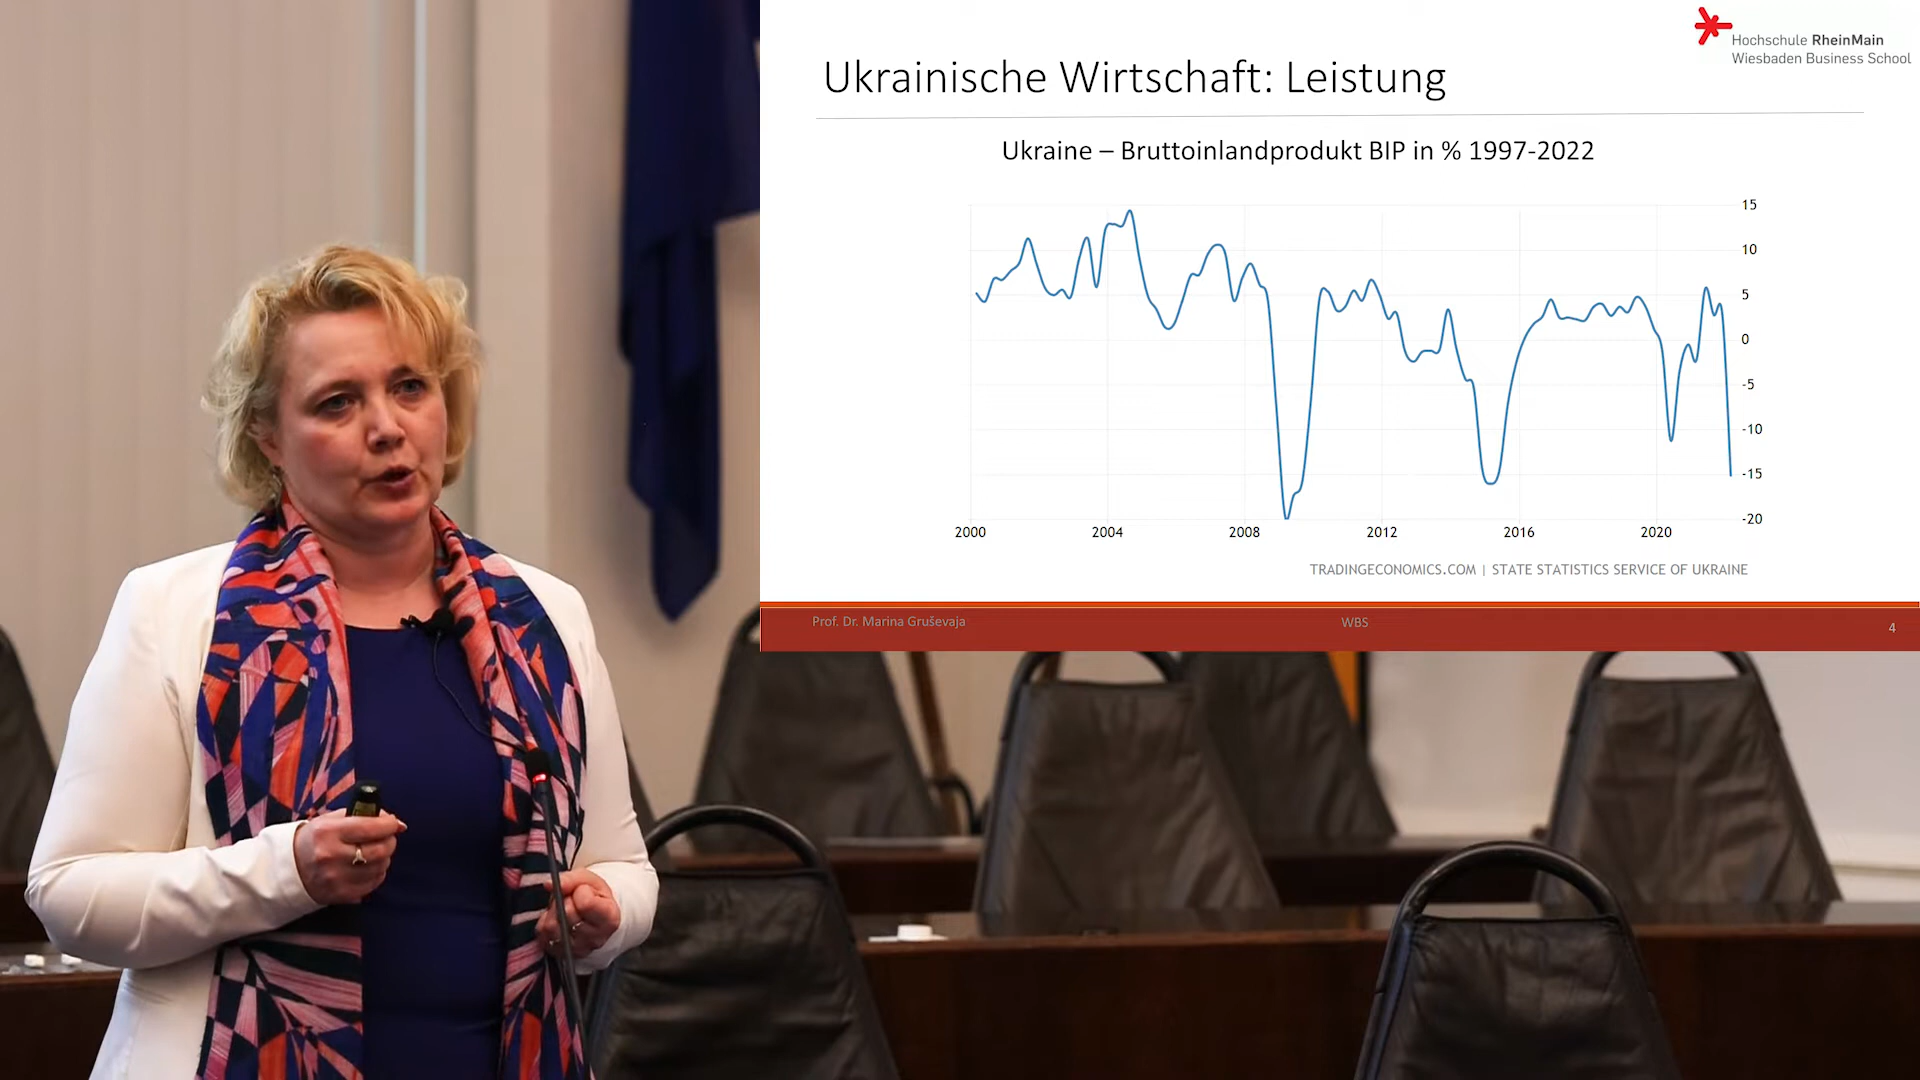 Hochschule RheinMain
Wiesbaden Business School
Ukrainische Wirtschaft: Leistung
Ukraine – Bruttoinlandprodukt BIP in % 1997-2022
15
10
5
0
-5
-10
-15
-20
2000 2004 2008 2012 2016 2020
TRADINGECONOMICS.COM | STATE STATISTICS SERVICE OF UKRAINE
Prof. Dr. Marina Gruševaja WBS 4